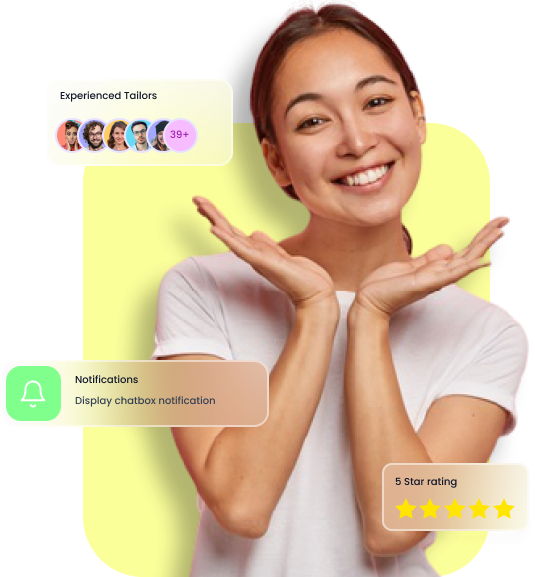 Experienced Tailors
39+
Notifications
Display chatbox notification
5 Star rating